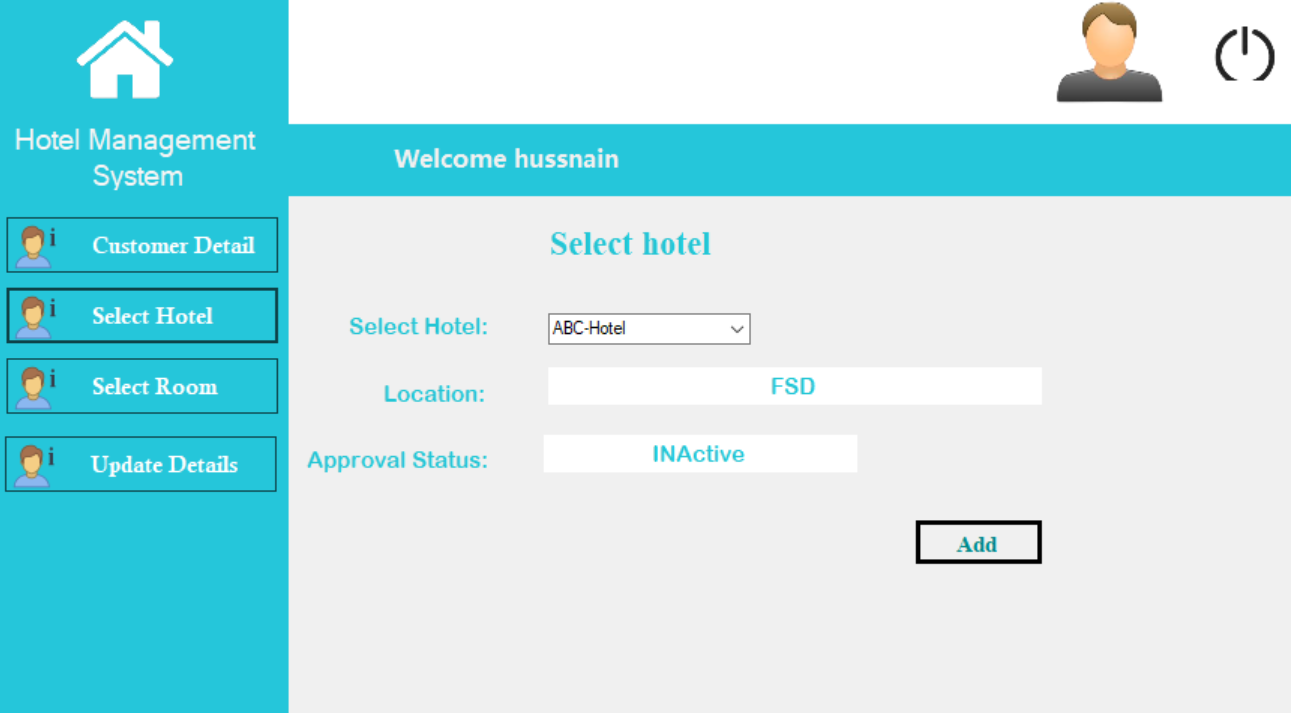 Hotel Management
System
Welcome hussnain
i Customer Detail
i Select Hotel
i Select Room
i Update Details
Select hotel
Select Hotel: ABC-Hotel
Location: FSD
Approval Status: INActive
Add